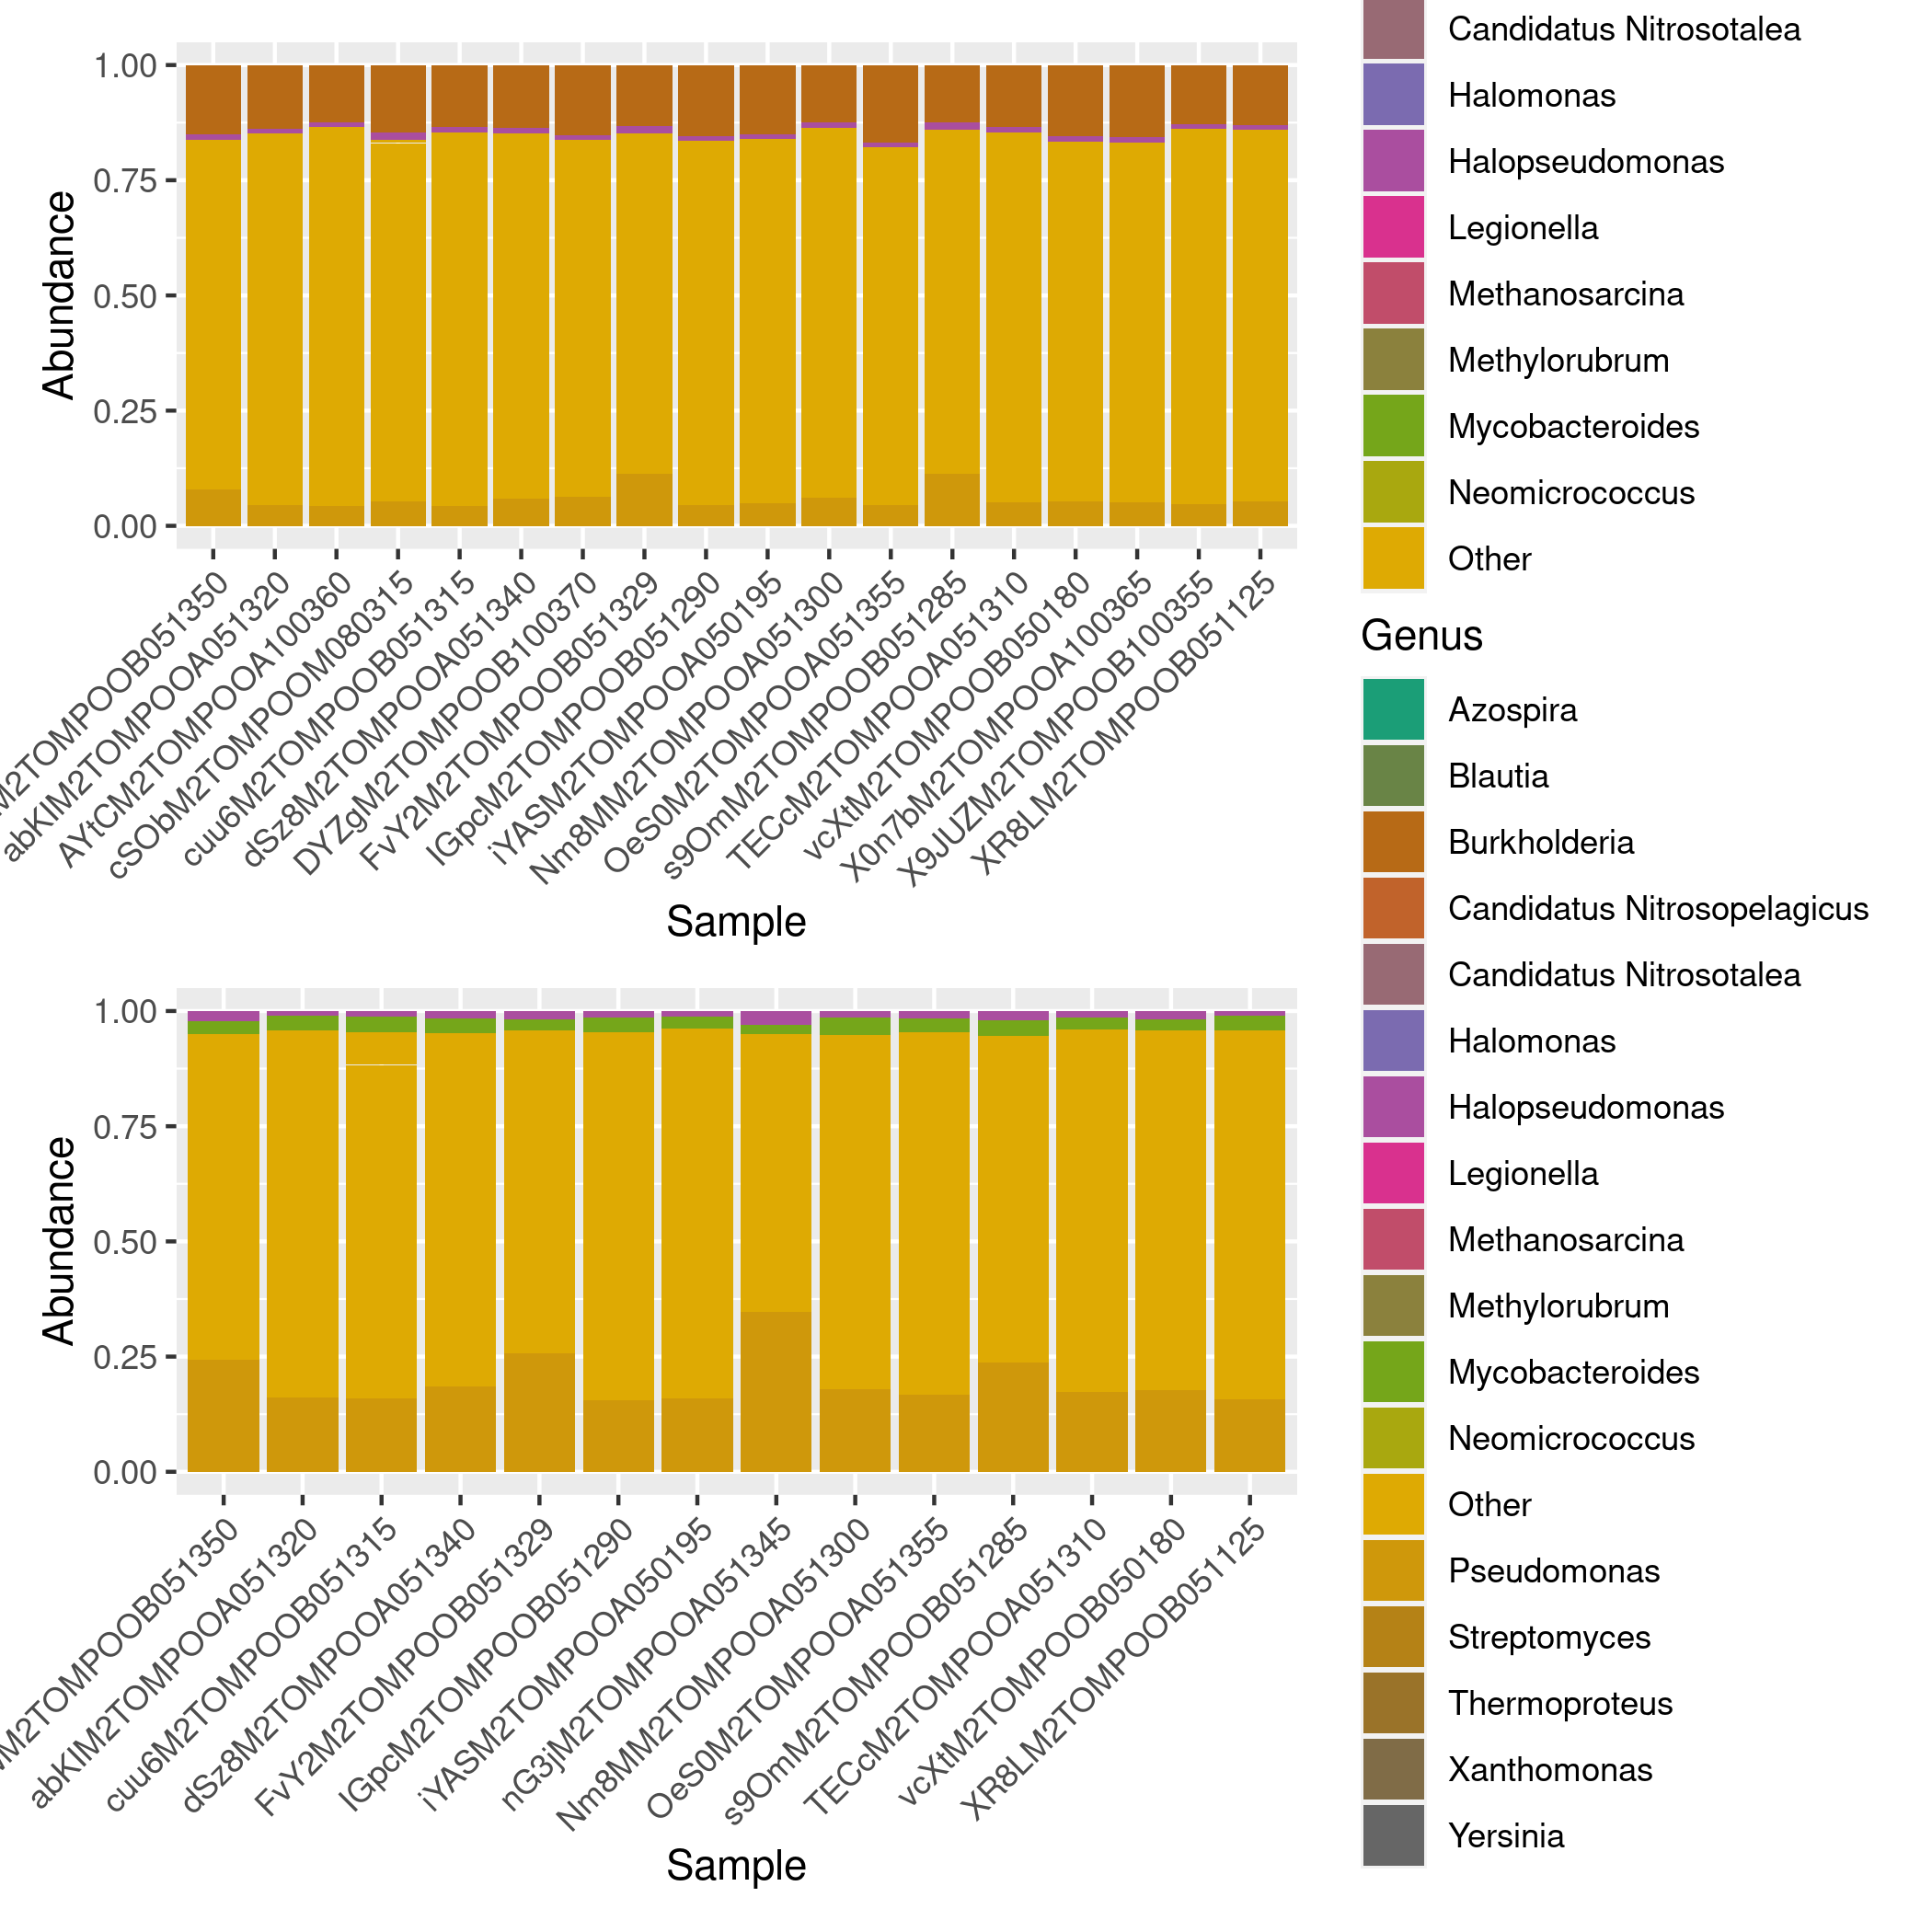 1.00
0.75
0.50
0.25
0.00
Abundance
M2TOMPOOB051350
abKIM2TOMPOOA051320
AYtCM2TOMPOOA100360
cSObM2TOMPOOM080315
cuu6M2TOMPOOB051315
dSz8M2TOMPOOA051340
DYZgM2TOMPOOB100370
FvY2M2TOMPOOB051329
IGpcM2TOMPOOB051290
iYASM2TOMPOOA050195
Nm8MM2TOMPOOA051300
OeS0M2TOMPOOA051355
s9OmM2TOMPOOB051285
TECcM2TOMPOOA051310
vcXtM2TOMPOOB050180
X0n7bM2TOMPOOA100365
X9JUZM2TOMPOOB100355
XR8LM2TOMPOOB051125
Sample
Candidatus Nitrosotalea
Halomonas
Halopseudomonas
Legionella
Methanosarcina
Methylorubrum
Mycobacteroides
Neomicrococcus
Other
1.00
0.75
0.50
0.25
0.00
Abundance
M2TOMPOOB051350
abKIM2TOMPOOA051320
cuu6M2TOMPOOB051315
dSz8M2TOMPOOA051340
FvY2M2TOMPOOB051329
IGpcM2TOMPOOB051290
iYASM2TOMPOOA050195
nG3jM2TOMPOOA051345
Nm8MM2TOMPOOA051300
OeS0M2TOMPOOA051355
s9OmM2TOMPOOB051285
TECcM2TOMPOOA051310
vcXtM2TOMPOOB050180
XR8LM2TOMPOOB051125
Sample
Genus
Azospira
Blautia
Burkholderia
Candidatus Nitrosopelagicus
Candidatus Nitrosotalea
Halomonas
Halopseudomonas
Legionella
Methanosarcina
Methylorubrum
Mycobacteroides
Neomicrococcus
Other
Pseudomonas
Streptomyces
Thermoproteus
Xanthomonas
Yersinia